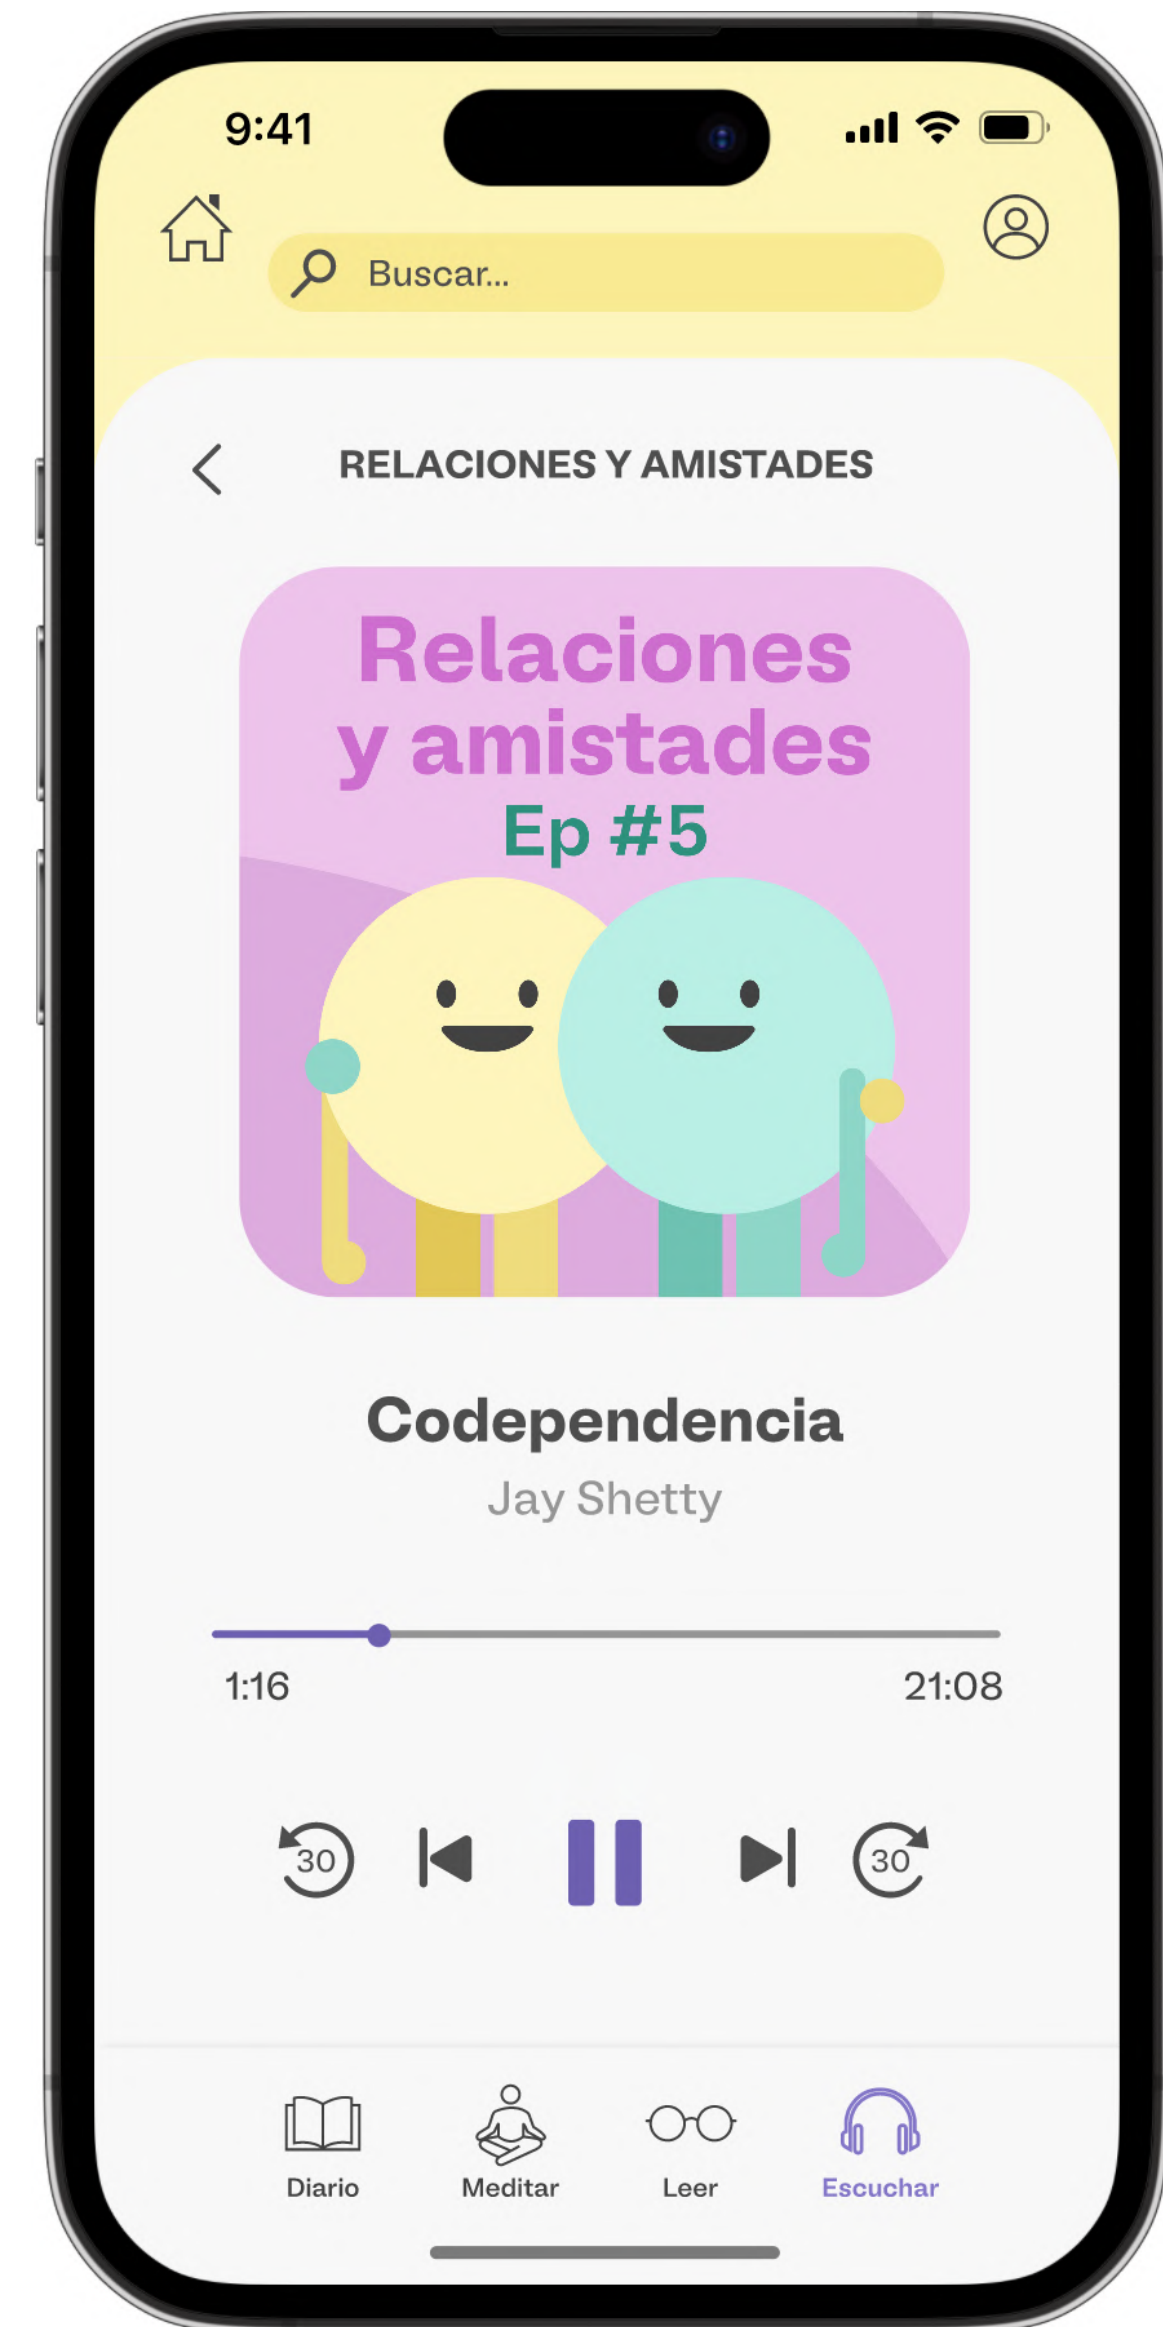 9:41
Buscar...
RELACIONES Y AMISTADES
Relaciones
y amistades
Ep #5
Codependencia
Jay Shetty
1:16 21:08
30 30
Diario Meditar Leer Escuchar